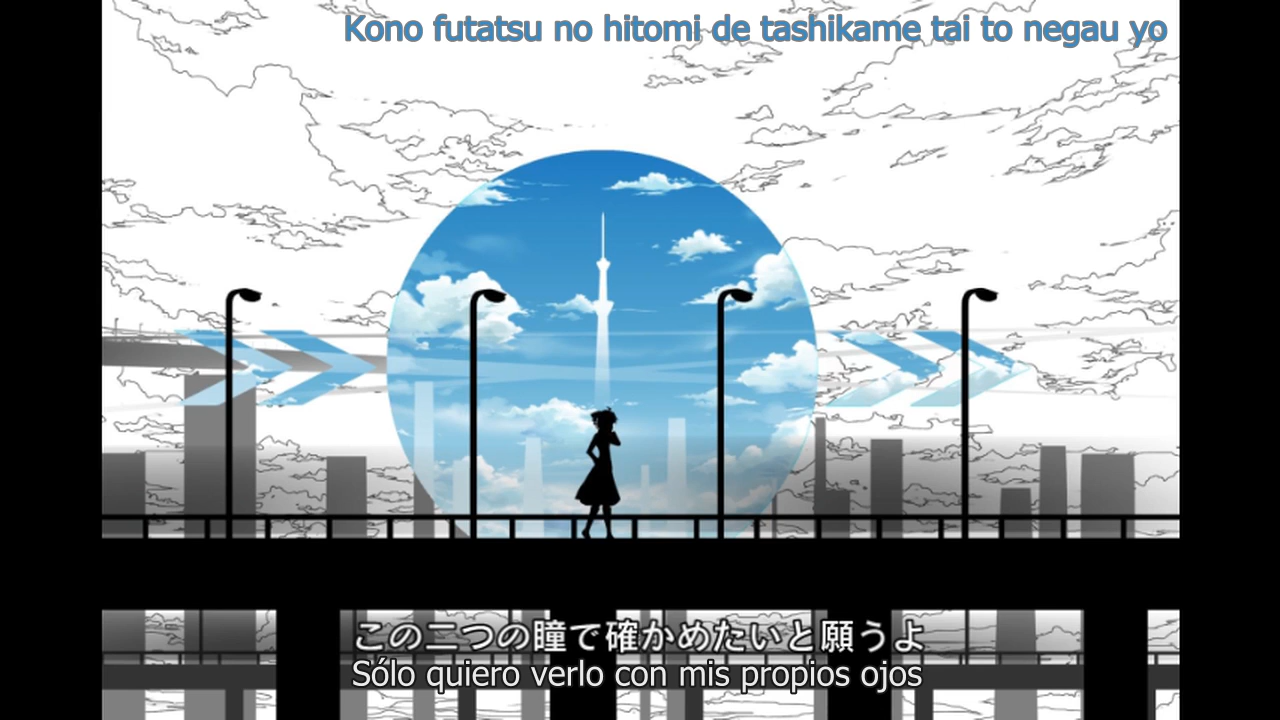 Kono futatsu no hitomi de tashikame tai to negau yo
この二つの瞳で確かめたいと願うよ
Sólo quiero verlo con mis propios ojos